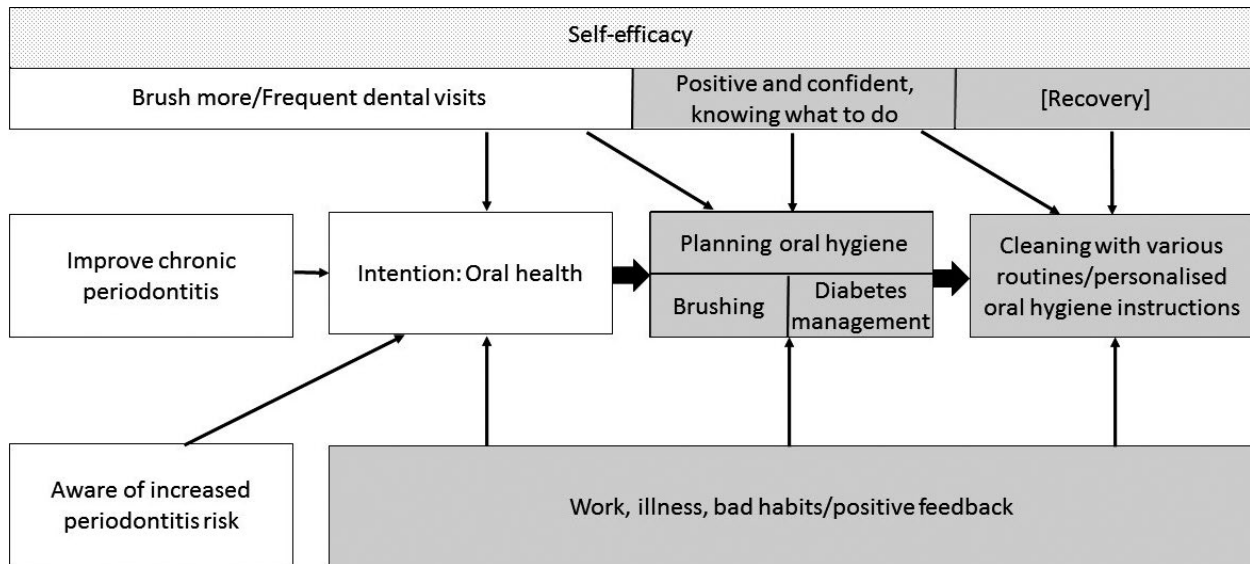 Self-efficacy
Brush more/Frequent dental visits
Positive and confident,
knowing what to do
[Recovery]
Improve chronic
periodontitis
Intention: Oral health
Planning oral hygiene
Brushing
Diabetes
management
Cleaning with various
routines/personalised
oral hygiene instructions
Aware of increased
periodontitis risk
Work, illness, bad habits/positive feedback